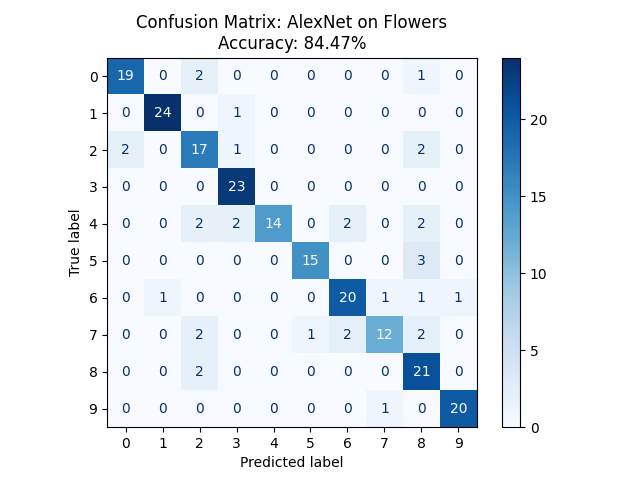 Confusion Matrix: AlexNet on Flowers
Accuracy: 84.47%
0 19 0 2 0 0 0 0 0 1 0
1 0 24 0 1 0 0 0 0 0 0
2 2 0 17 1 0 0 0 0 2 0
3 0 0 0 23 0 0 0 0 0 0
4 0 0 2 2 14 0 2 0 2 0
5 0 0 0 0 0 15 0 0 3 0
6 0 1 0 0 0 0 20 1 1 1
7 0 0 2 0 0 1 2 12 2 0
8 0 0 2 0 0 0 0 0 21 0
9 0 0 0 0 0 0 0 1 0 20
0 1 2 3 4 5 6 7 8 9
Predicted label
True label
20
15
10
5
0